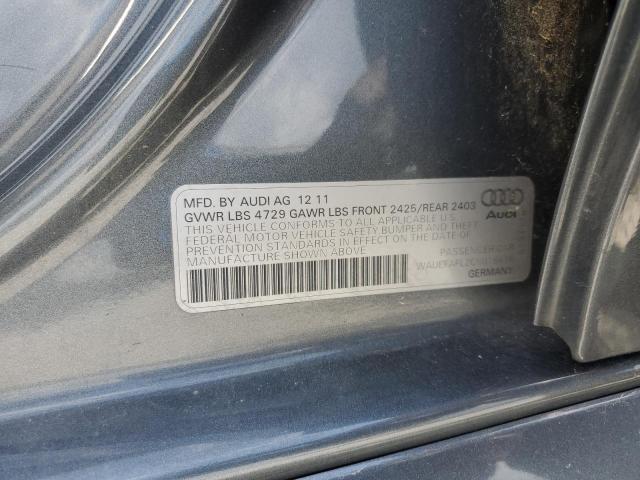 MFD. BY AUDI AG 12 11
GVWR LBS 4729 GAWR LBS FRONT 2425/REAR 2403
THIS VEHICLE CONFORMS TO ALL APPLICABLE U.S.
FEDERAL MOTOR VEHICLE SAFETY, BUMPER AND THEFT
PREVENTION STANDARDS IN EFFECT ON THE DATE OF
MANUFACTURE SHOWN ABOVE
Audi
PASSENGER CAR
GERMANY